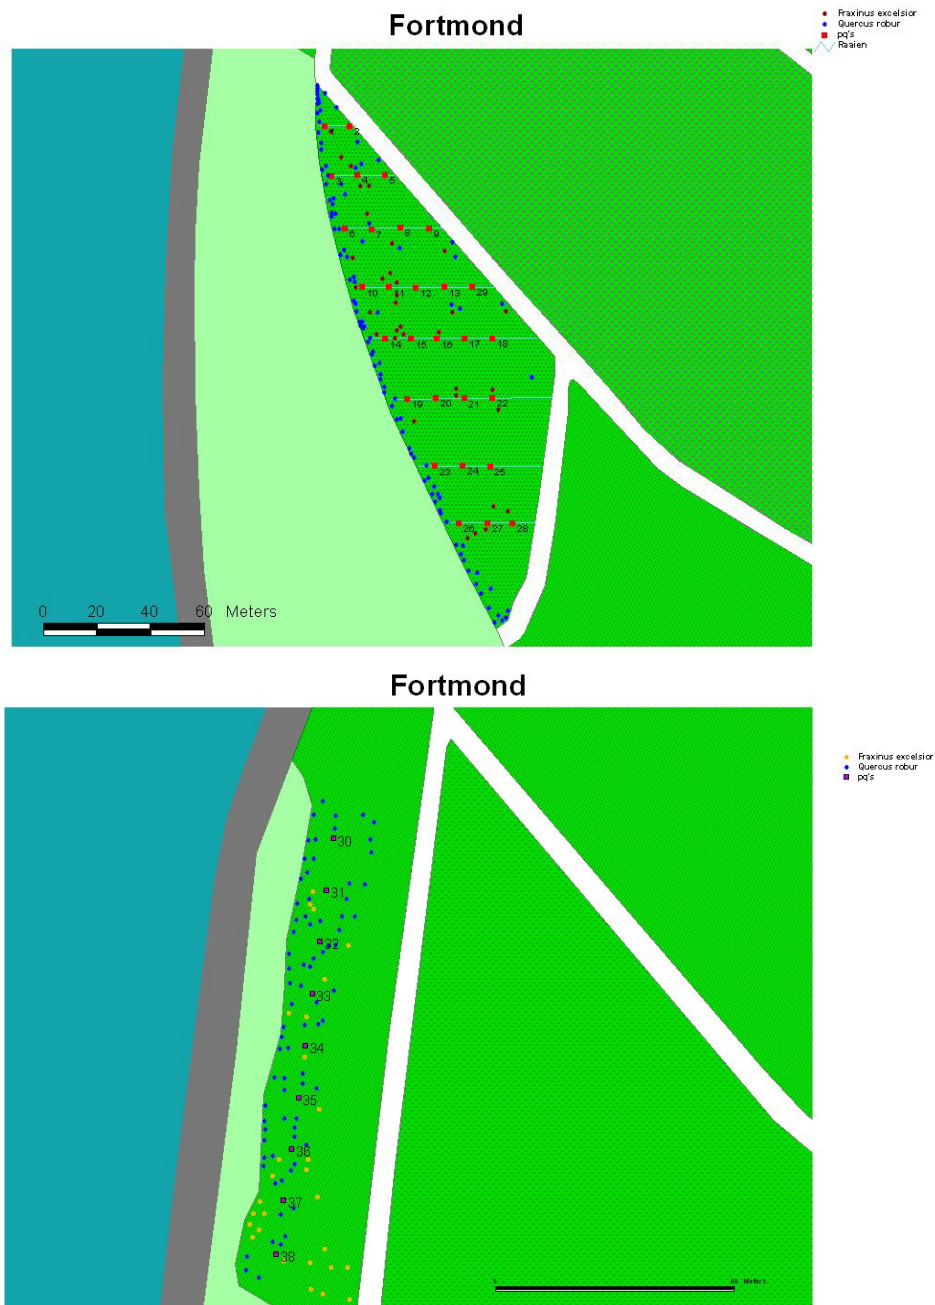 Fortmond
Fraxinus excelsior
Quercus robur
pq's
Raaien
1 2
3 4 5
6 7 8 9
10 11 12 13 29
14 15 16 17 18
19 20 21 22
23 24 25
26 27 28
0 20 40 60 Meters
Fortmond
Fraxinus excelsior
Quercus robur
pq's
30
31
32
33
34
35
36
37
38
Meters